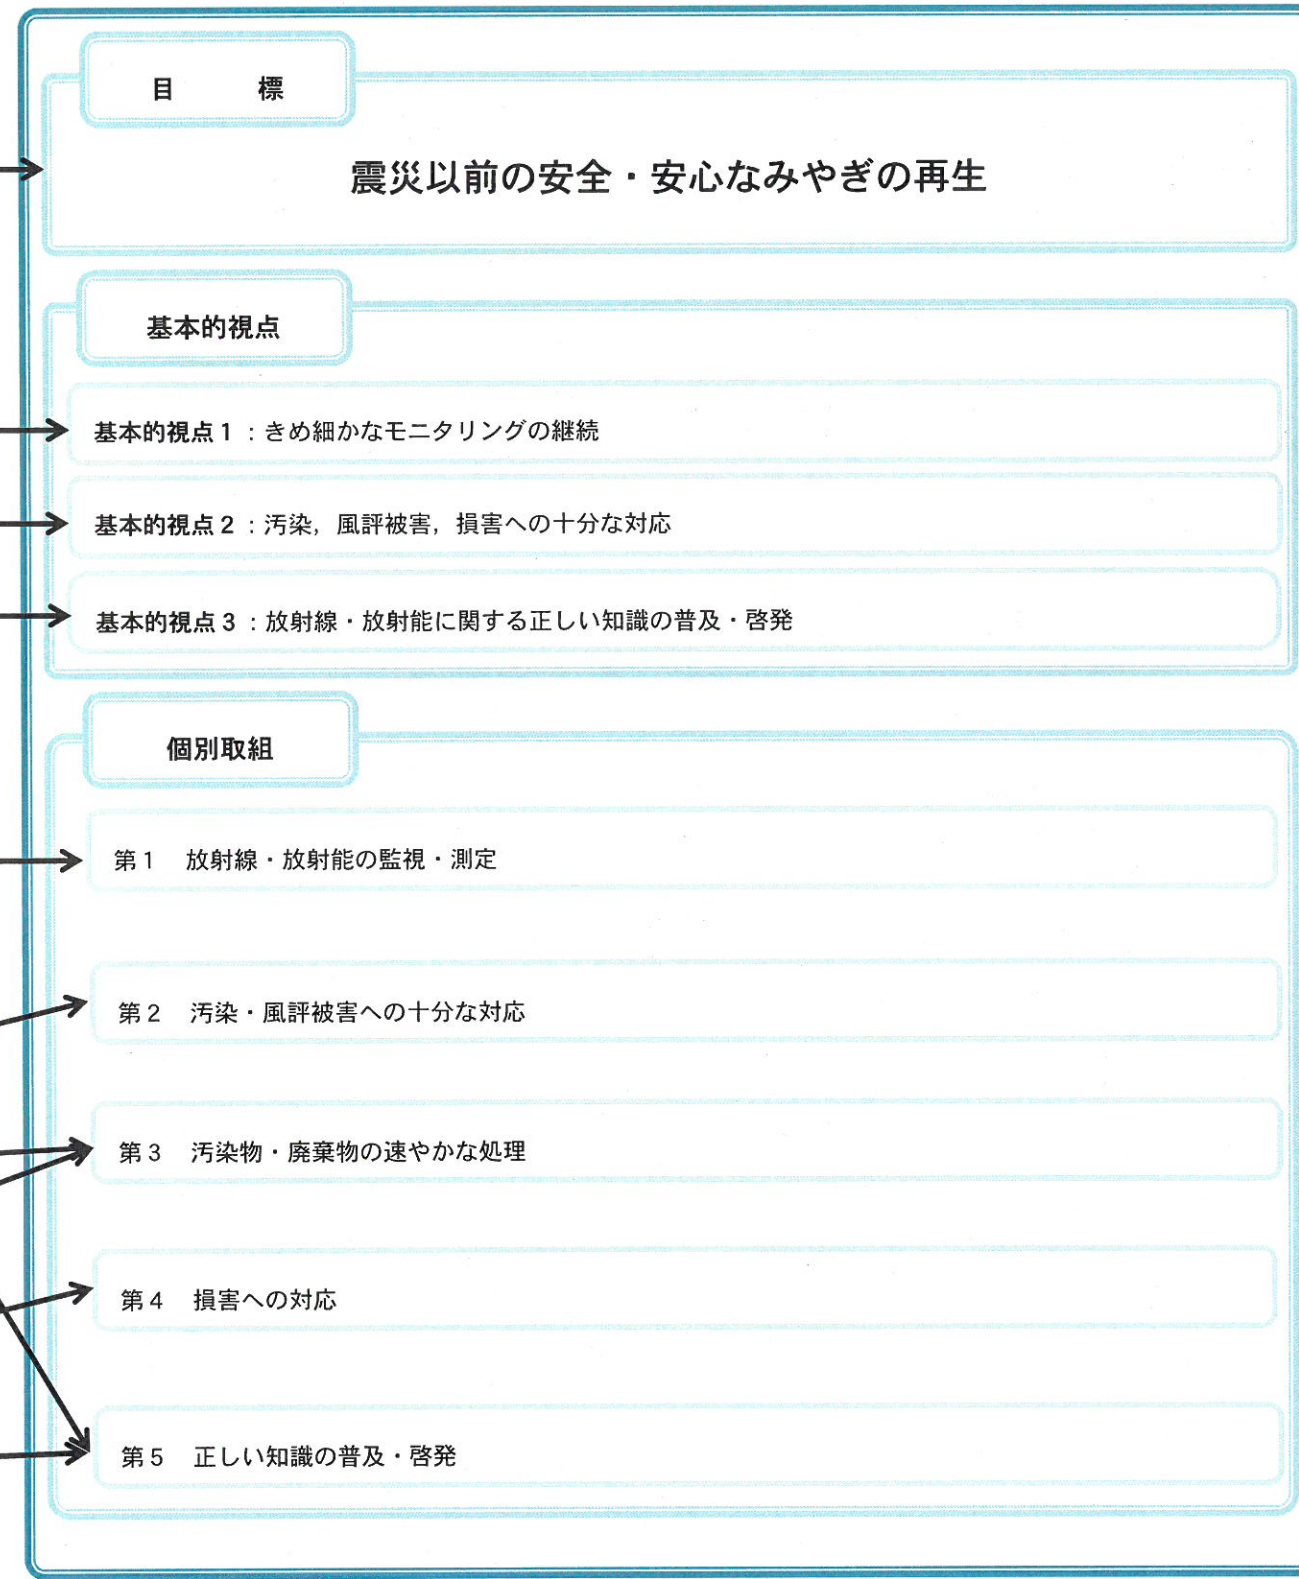 目　標
震災以前の安全・安心なみやぎの再生
基本的視点
基本的視点１：きめ細かなモニタリングの継続
基本的視点２：汚染，風評被害，損害への十分な対応
基本的視点３：放射線・放射能に関する正しい知識の普及・啓発
個別取組
第１　放射線・放射能の監視・測定
第２　汚染・風評被害への十分な対応
第３　汚染物・廃棄物の速やかな処理
第４　損害への対応
第５　正しい知識の普及・啓発